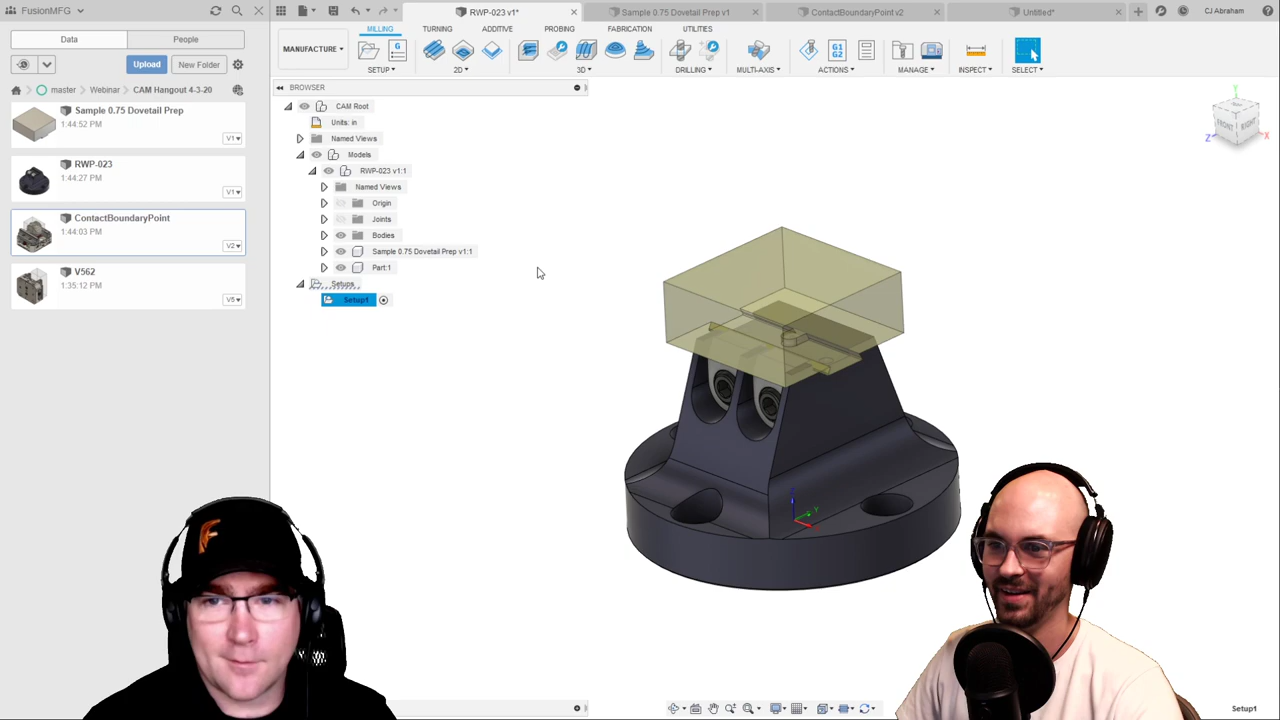 FusionMFG
RWP-023 v1*
Sample 0.75 Dovetail Prep v1
ContactBoundaryPoint v2
Untitled*
CJ Abraham
Data
People
MILLING
TURNING
ADDITIVE
PROBING
FABRICATION
UTILITIES
MANUFACTURE
G
G1
G2
Upload
New Folder
SETUP
2D
3D
DRILLING
MULTI-AXIS
ACTIONS
MANAGE
INSPECT
SELECT
master
Webinar
CAM Hangout 4-3-20
BROWSER
Sample 0.75 Dovetail Prep
1:44:52 PM
V1
RWP-023
1:44:27 PM
V1
ContactBoundaryPoint
1:44:03 PM
V2
V562
1:35:12 PM
V5
CAM Root
Units: in
Named Views
Models
RWP-023 v1:1
Named Views
Origin
Joints
Bodies
Sample 0.75 Dovetail Prep v1:1
Part:1
Setups
Setup1
Y
FRONT
RIGHT
Z
X
Z
Y
Setup1